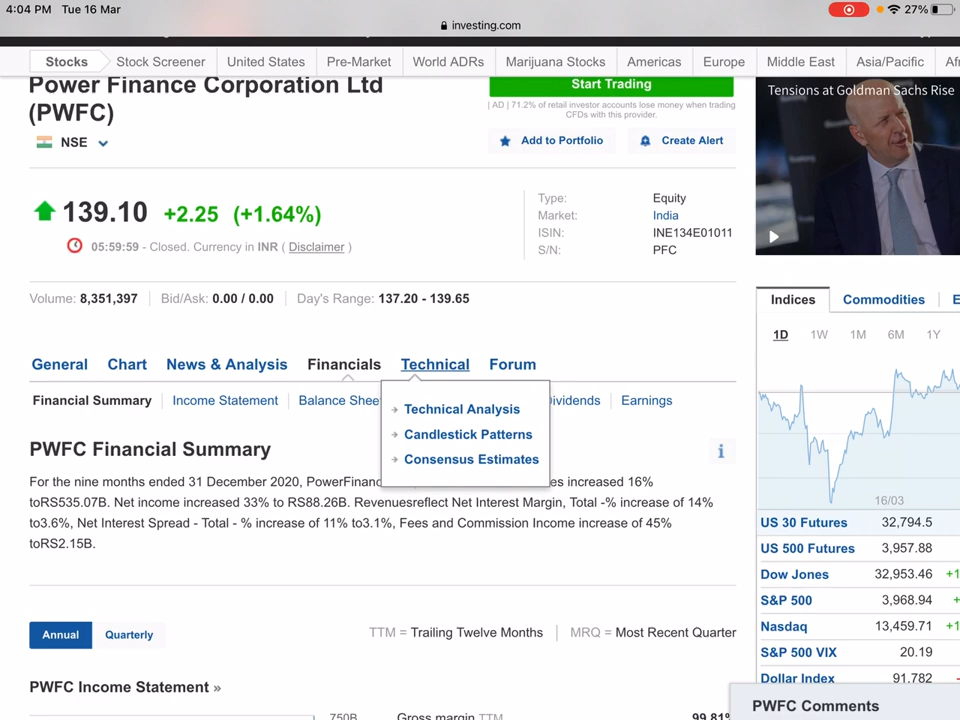 4:04 PM Tue 16 Mar
27%
investing.com
Stocks Stock Screener United States Pre-Market World ADRs Marijuana Stocks Americas Europe Middle East Asia/Pacific
Power Finance Corporation Ltd
(PWFC)
NSE
Start Trading
| AD | 71.2% of retail investor accounts lose money when trading
CFDs with this provider.
Add to Portfolio Create Alert
Tensions at Goldman Sachs Rise
139.10 +2.25 (+1.64%)
05:59:59 - Closed. Currency in INR ( Disclaimer )
Type: Equity
Market: India
ISIN: INE134E01011
S/N: PFC
Volume: 8,351,397 Bid/Ask: 0.00 / 0.00 Day's Range: 137.20 - 139.65
General Chart News & Analysis Financials Technical Forum
Financial Summary Income Statement Balance Shee Dividends Earnings
Technical Analysis
Candlestick Patterns
Consensus Estimates
PWFC Financial Summary
i
For the nine months ended 31 December 2020, PowerFinanc es increased 16%
toRS535.07B. Net income increased 33% to RS88.26B. Revenuesreflect Net Interest Margin, Total -% increase of 14%
to3.6%, Net Interest Spread - Total - % increase of 11% to3.1%, Fees and Commission Income increase of 45%
toRS2.15B.
Annual Quarterly
TTM = Trailing Twelve Months MRQ = Most Recent Quarter
PWFC Income Statement »
750B Gross margin TTM 99.81%
Indices Commodities
1D 1W 1M 6M 1Y
16/03
US 30 Futures 32,794.5
US 500 Futures 3,957.88
Dow Jones 32,953.46 +1
S&P 500 3,968.94 +
Nasdaq 13,459.71 +1
S&P 500 VIX 20.19
Dollar Index 91.782 -
PWFC Comments